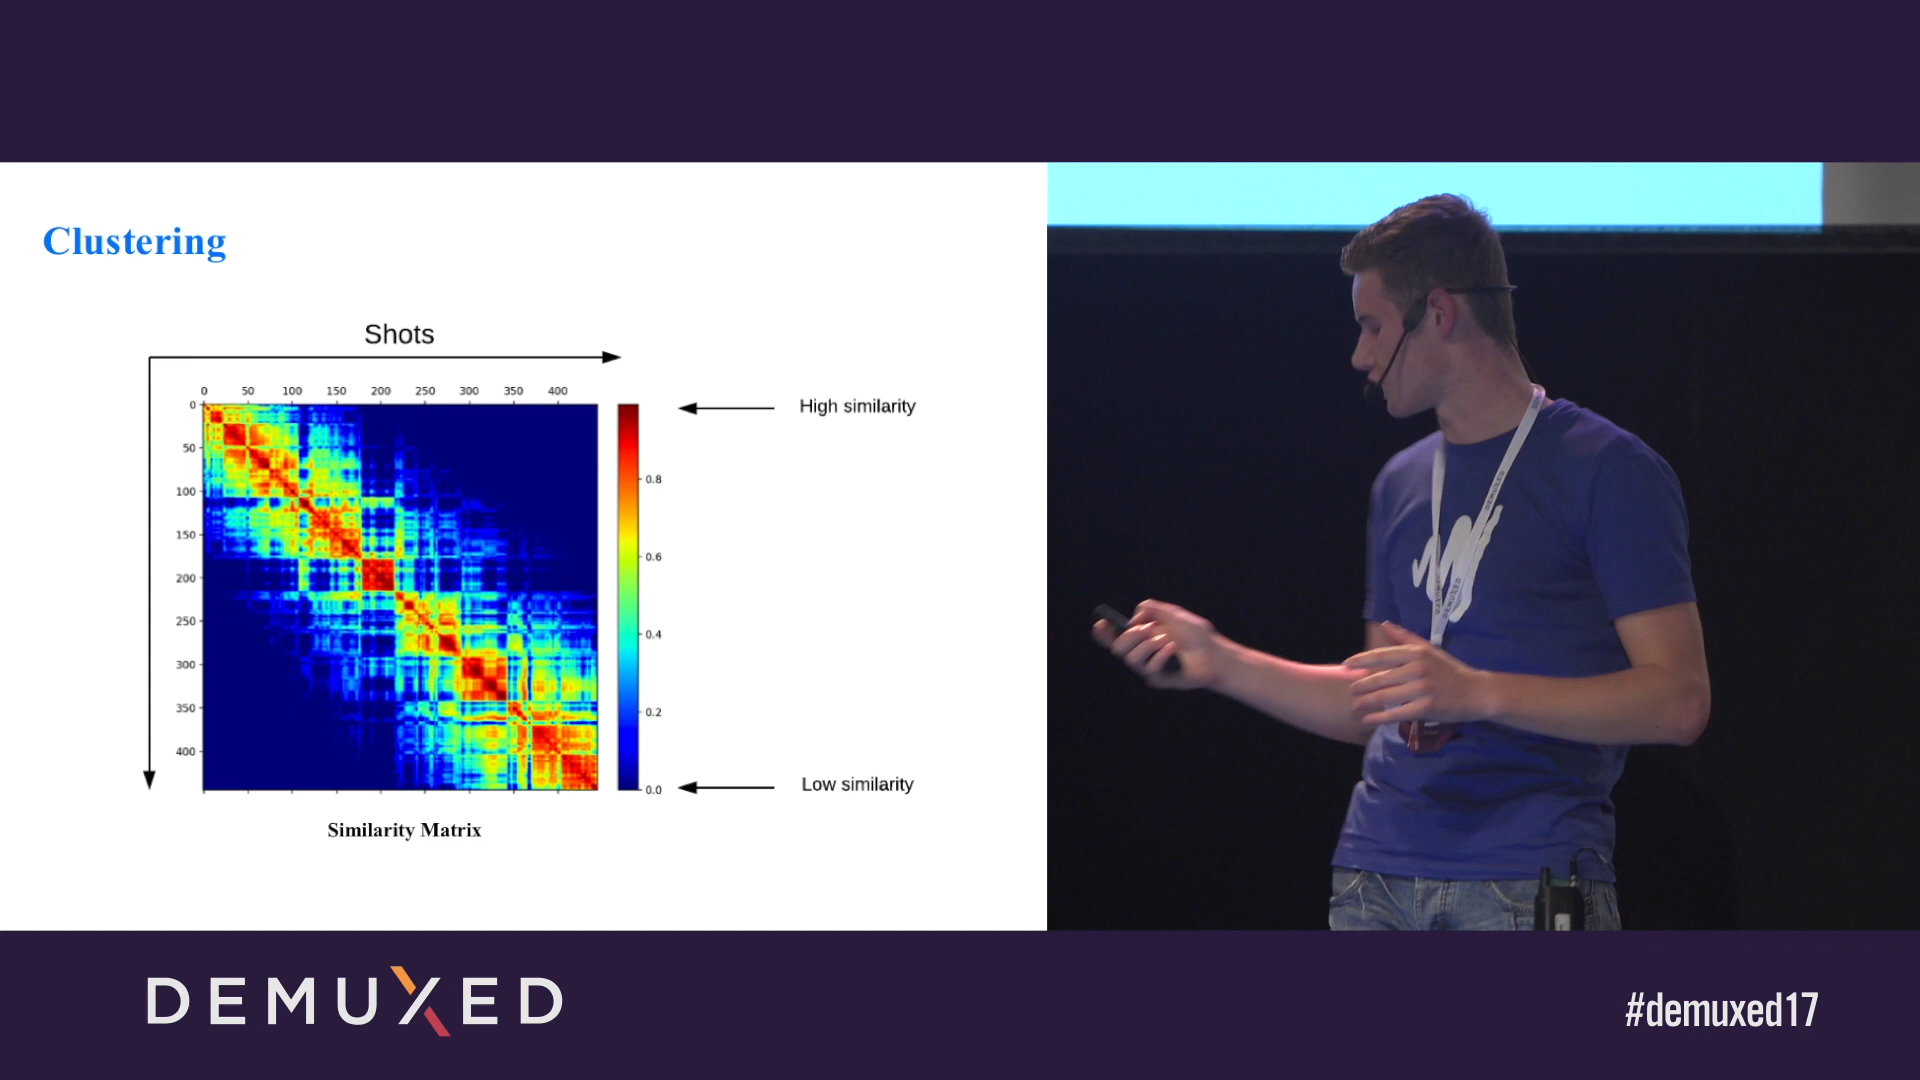 Clustering
Shots
0 50 100 150 200 250 300 350 400
0
50
100
150
200
250
300
350
400
0.8
0.6
0.4
0.2
0.0
High similarity
Low similarity
Similarity Matrix
DEMUXED
DEMUXED
DEMUXED
#demuxed17